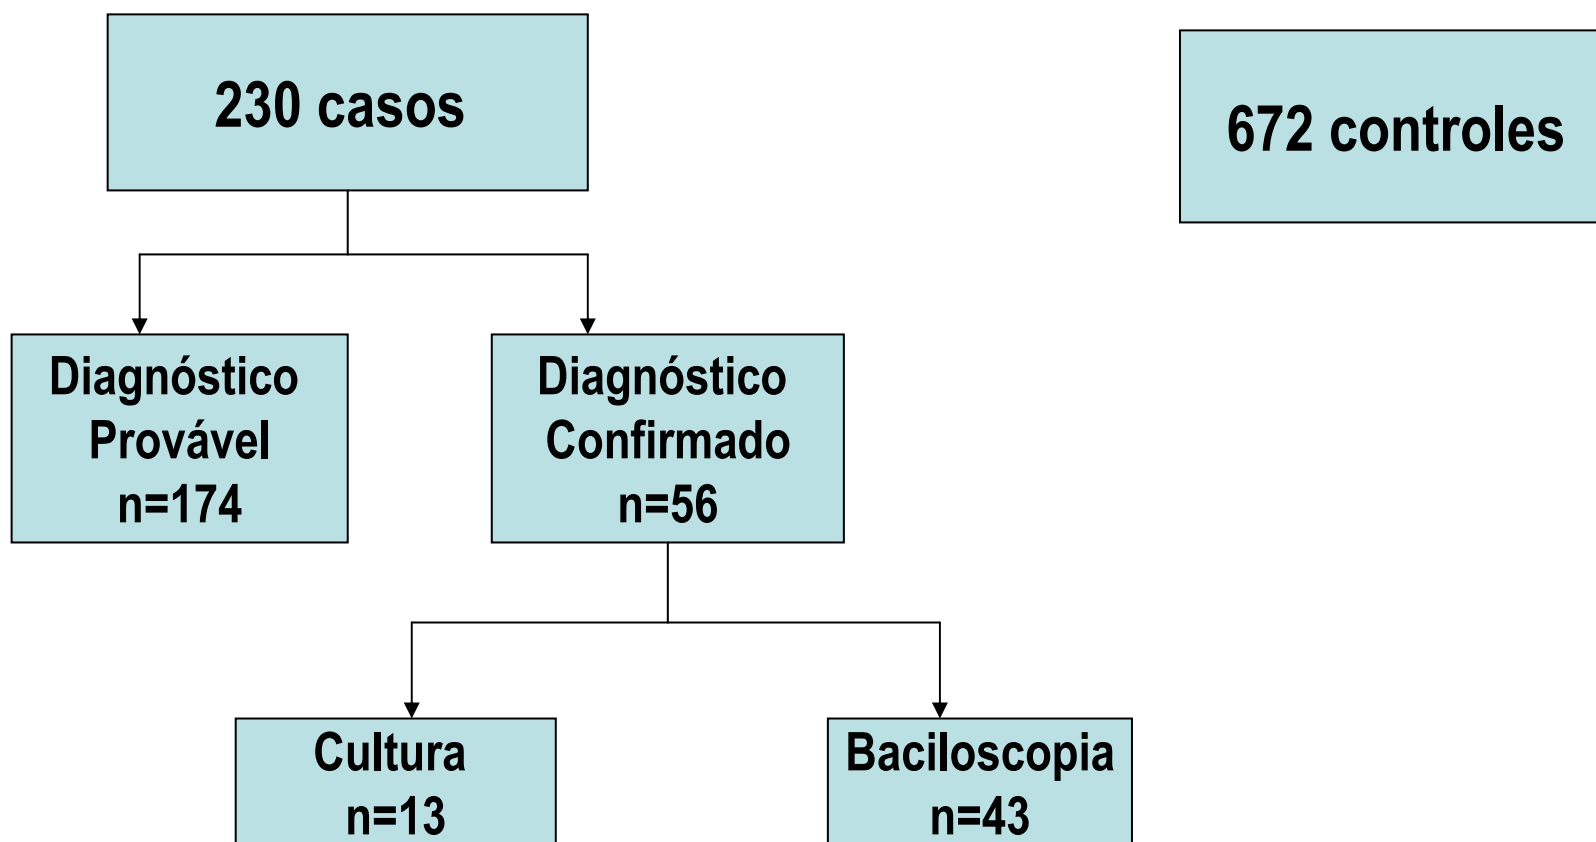 230 casos
672 controles
Diagnóstico
Provável
n=174
Diagnóstico
Confirmado
n=56
Cultura
n=13
Baciloscopia
n=43